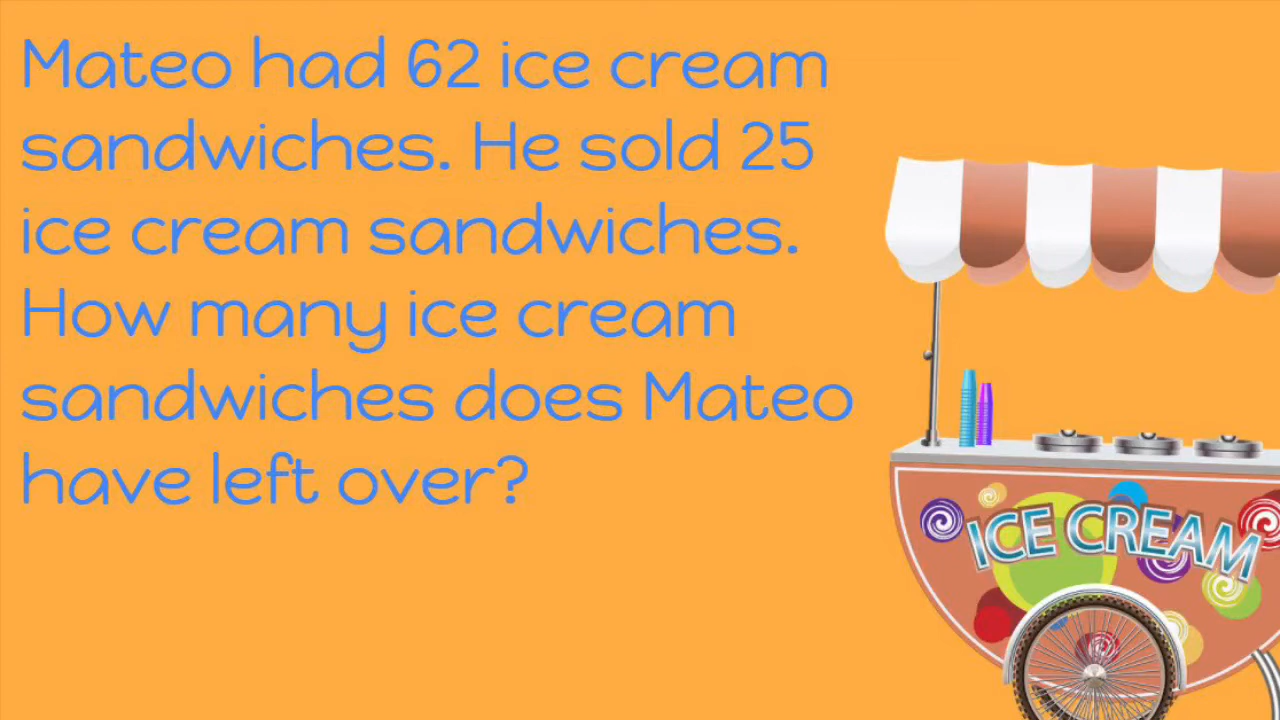 Mateo had 62 ice cream
sandwiches. He sold 25
ice cream sandwiches.
How many ice cream
sandwiches does Mateo
have left over?
ICE CREAM